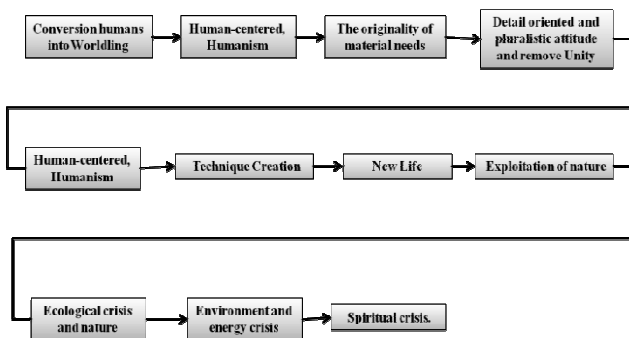 Conversion humans
into Worldling
Human-centered,
Humanism
The originality of
material needs
Detail oriented and
pluralistic attitude
and remove Unity
Human-centered,
Humanism
Technique Creation
New Life
Exploitation of nature
Ecological crisis
and nature
Environment and
energy crisis
Spiritual crisis.